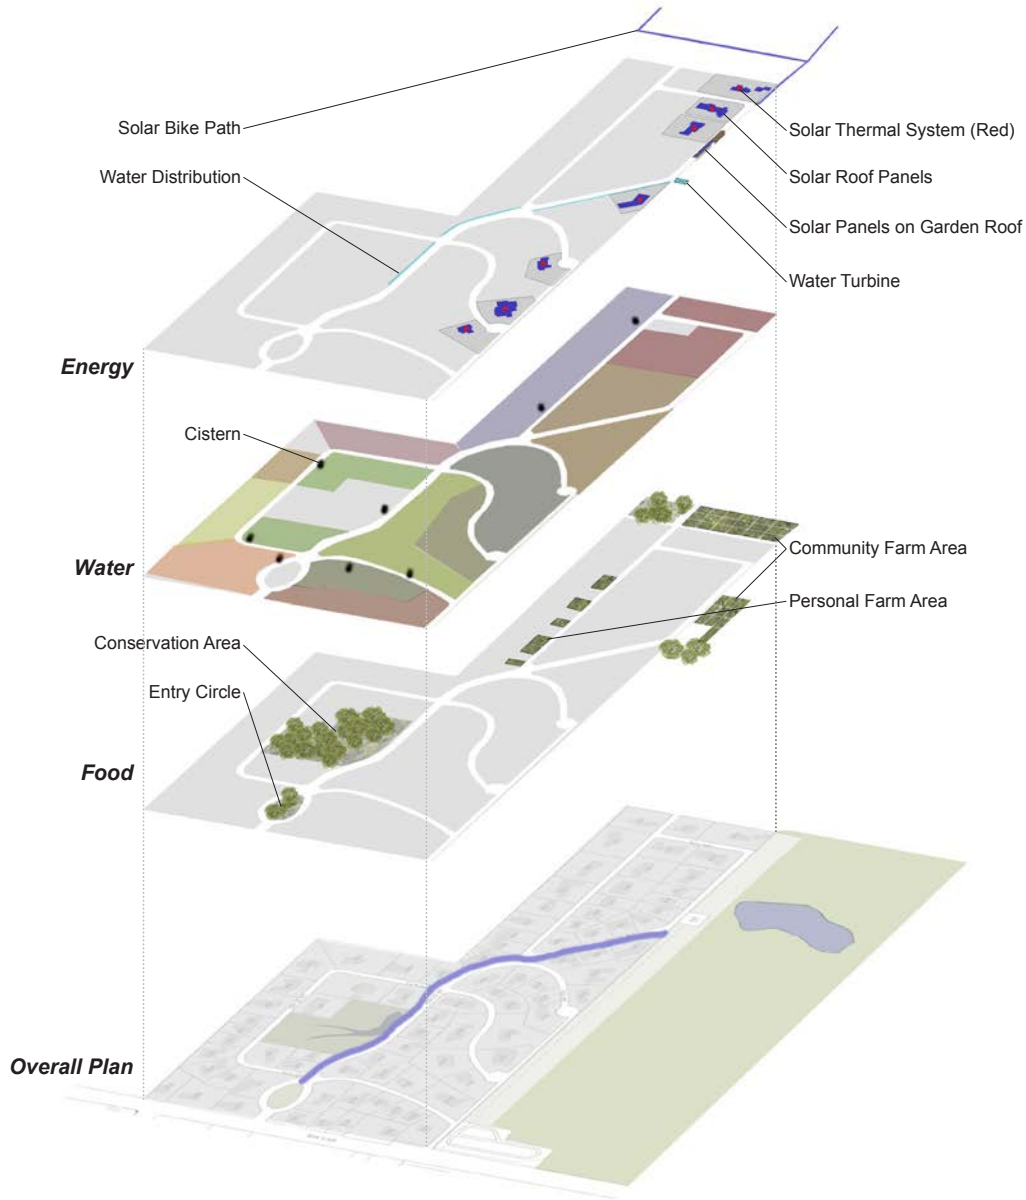 Solar Bike Path
Solar Thermal System (Red)
Water Distribution
Solar Roof Panels
Solar Panels on Garden Roof
Water Turbine
Energy
Cistern
Water
Community Farm Area
Personal Farm Area
Conservation Area
Entry Circle
Food
Overall Plan